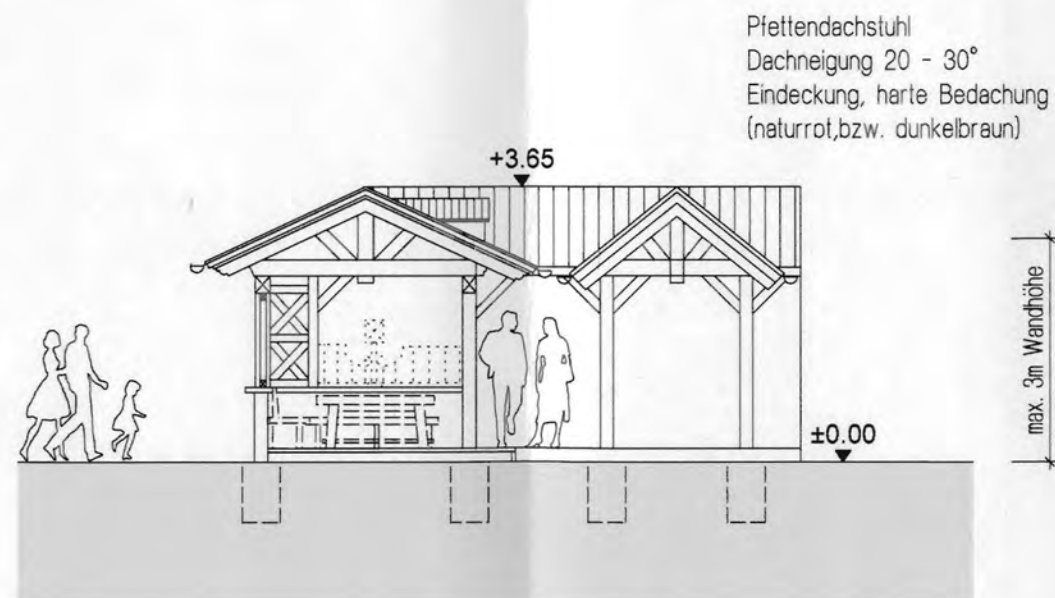 Pfettendachstuhl
Dachneigung 20 - 30°
Eindeckung, harte Bedachung
(naturrot,bzw. dunkelbraun)
+3.65
max. 3m Wandhöhe
±0.00